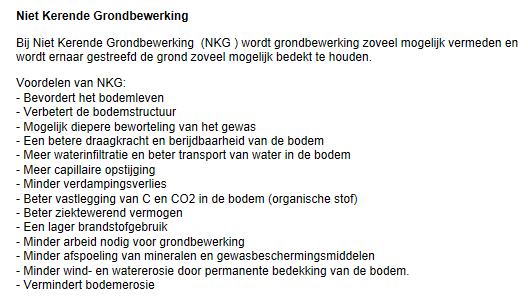 Niet Kerende Grondbewerking
Bij Niet Kerende Grondbewerking (NKG ) wordt grondbewerking zoveel mogelijk vermeden en
wordt ernaar gestreefd de grond zoveel mogelijk bedekt te houden.
Voordelen van NKG:
- Bevordert het bodemleven
- Verbetert de bodemstructuur
- Mogelijk diepere beworteling van het gewas
- Een betere draagkracht en berijdbaarheid van de bodem
- Meer waterinfiltratie en beter transport van water in de bodem
- Meer capillaire opstijging
- Minder verdampingsverlies
- Beter vastlegging van C en CO2 in de bodem (organische stof)
- Beter ziektewerend vermogen
- Een lager brandstofgebruik
- Minder arbeid nodig voor grondbewerking
- Minder afspoeling van mineralen en gewasbeschermingsmiddelen
- Minder wind- en watererosie door permanente bedekking van de bodem.
- Vermindert bodemerosie